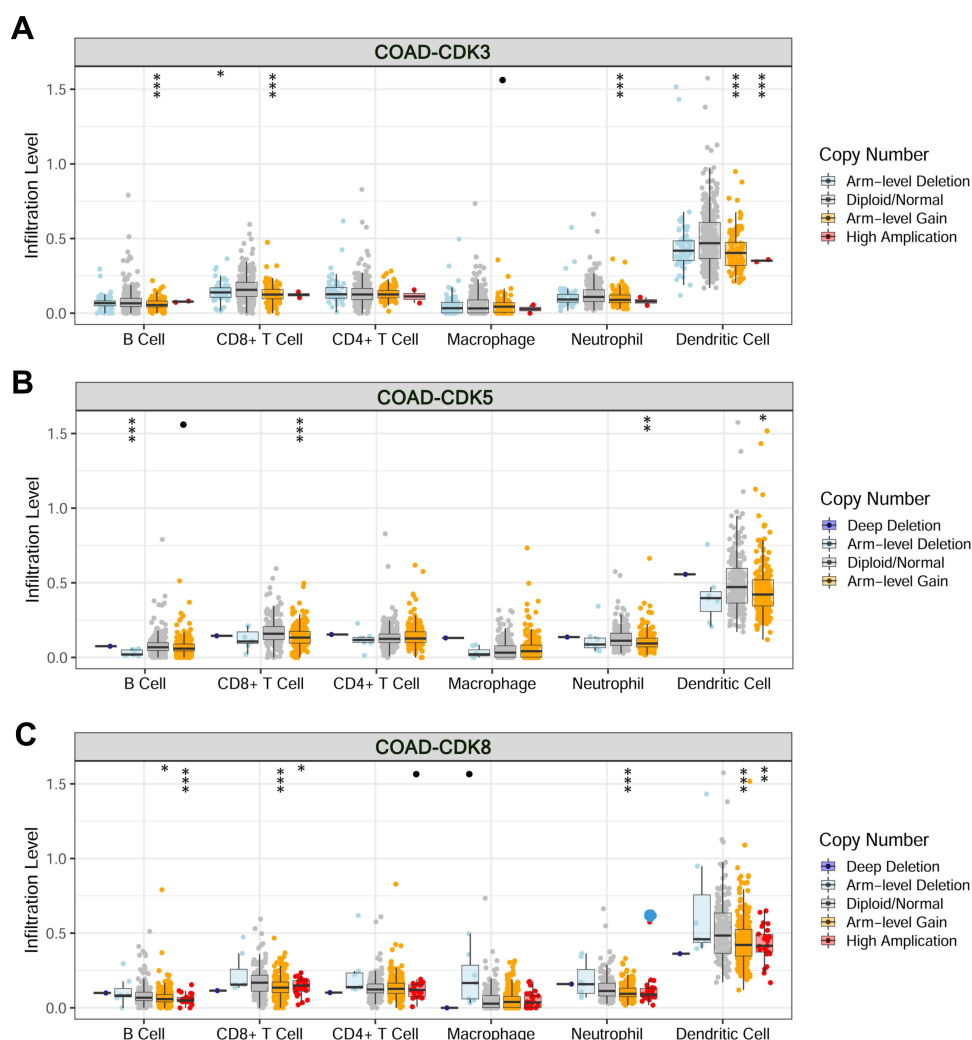 A
COAD-CDK3
* * * * * * * * * * * * * * * * *
• 
Infiltration Level
1.5
1.0
0.5
0.0
B Cell CD8+ T Cell CD4+ T Cell Macrophage Neutrophil Dendritic Cell
Copy Number
Arm-level Deletion
Diploid/Normal
Arm-level Gain
High Amplication
B
COAD-CDK5
*** • *** ** *
Infiltration Level
1.5
1.0
0.5
0.0
B Cell CD8+ T Cell CD4+ T Cell Macrophage Neutrophil Dendritic Cell
Copy Number
Deep Deletion
Arm-level Deletion
Diploid/Normal
Arm-level Gain
C
COAD-CDK8
* *** *** * • • *** *** **
Infiltration Level
1.5
1.0
0.5
0.0
B Cell CD8+ T Cell CD4+ T Cell Macrophage Neutrophil Dendritic Cell
Copy Number
Deep Deletion
Arm-level Deletion
Diploid/Normal
Arm-level Gain
High Amplication